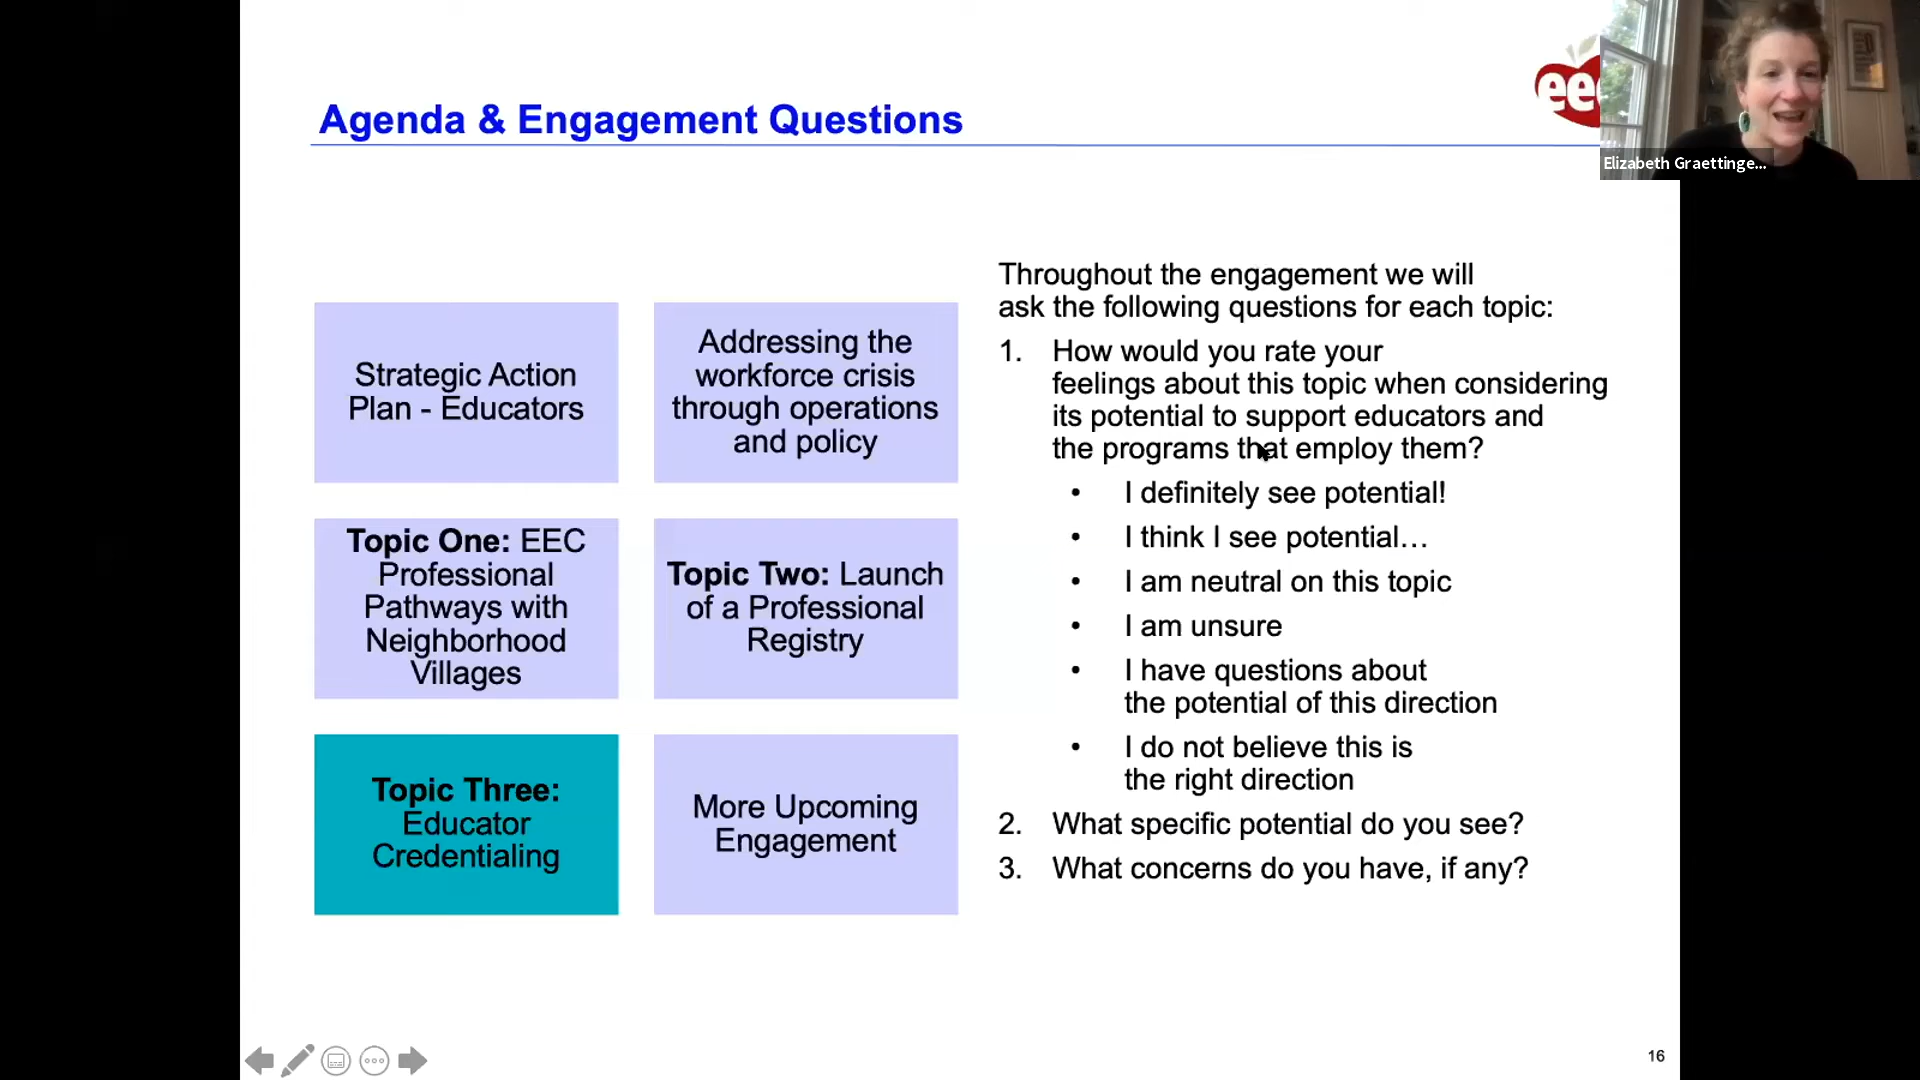 Agenda & Engagement Questions
ee
Elizabeth Graettinge...
Strategic Action
Plan - Educators
Addressing the
workforce crisis
through operations
and policy
Topic One: EEC
Professional
Pathways with
Neighborhood
Villages
Topic Two: Launch
of a Professional
Registry
Topic Three:
Educator
Credentialing
More Upcoming
Engagement
Throughout the engagement we will
ask the following questions for each topic:
1. How would you rate your
feelings about this topic when considering
its potential to support educators and
the programs that employ them?
• I definitely see potential!
• I think I see potential…
• I am neutral on this topic
• I am unsure
• I have questions about
the potential of this direction
• I do not believe this is
the right direction
2. What specific potential do you see?
3. What concerns do you have, if any?
16